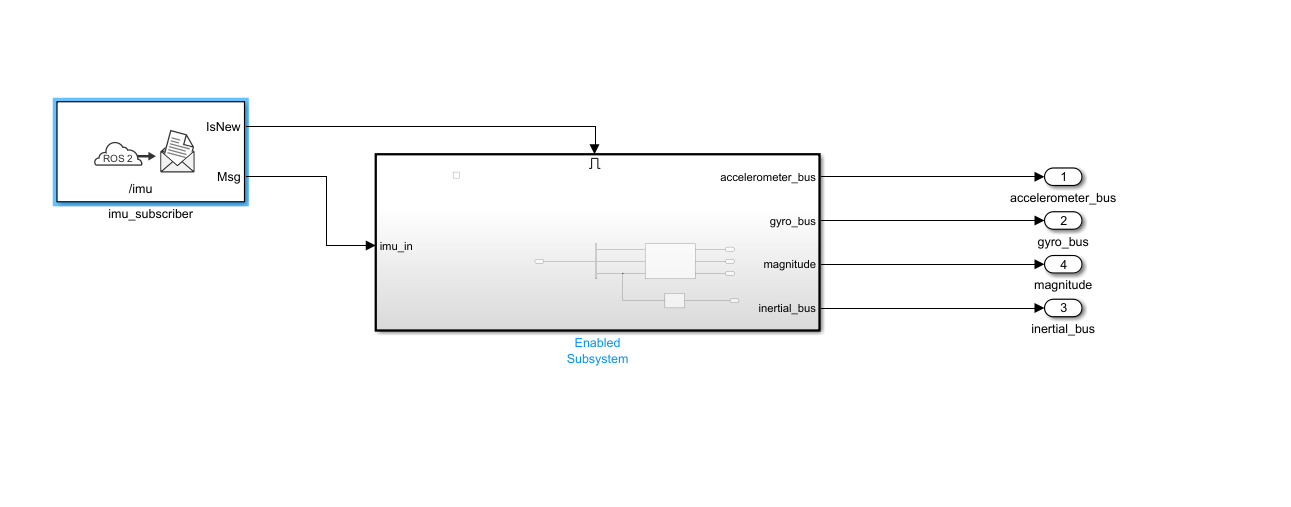 IsNew
ROS 2
Msg
/imu
imu_subscriber
imu_in
accelerometer_bus
gyro_bus
magnitude
inertial_bus
Enabled
Subsystem
1
accelerometer_bus
2
gyro_bus
4
magnitude
3
inertial_bus